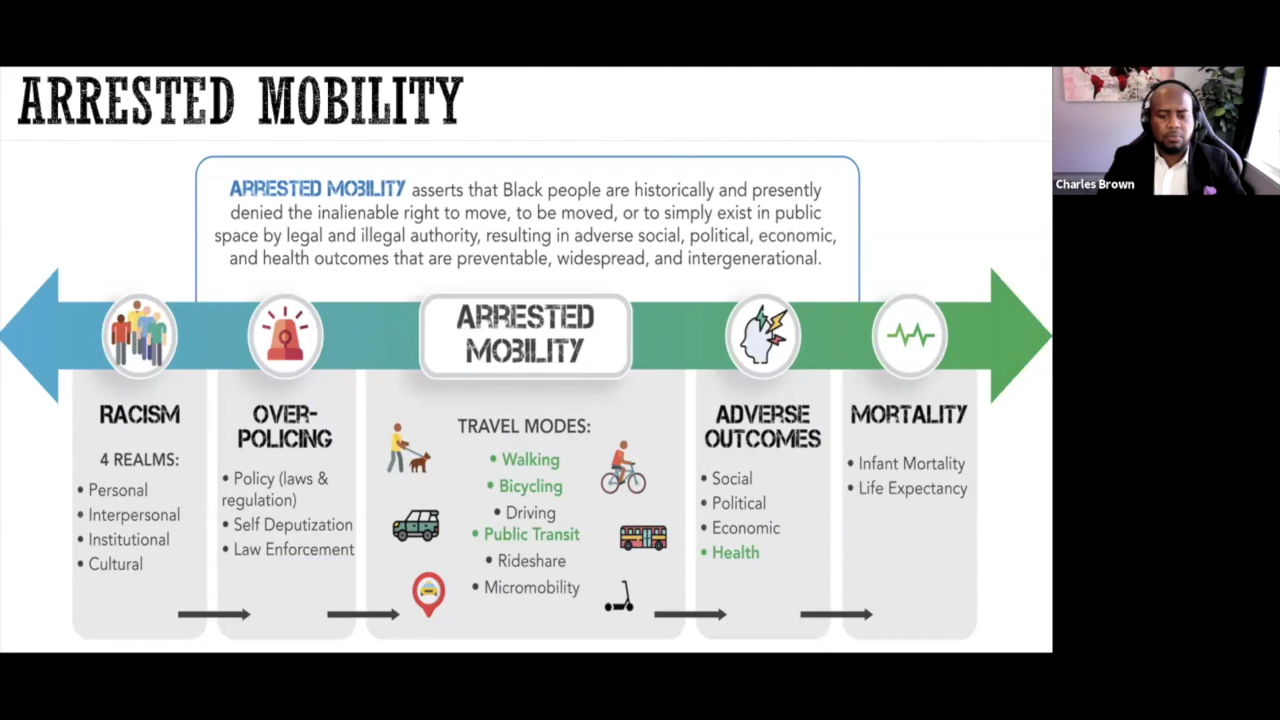 ARRESTED MOBILITY
Charles Brown
ARRESTED MOBILITY asserts that Black people are historically and presently
denied the inalienable right to move, to be moved, or to simply exist in public
space by legal and illegal authority, resulting in adverse social, political, economic,
and health outcomes that are preventable, widespread, and intergenerational.
RACISM
4 REALMS:
• Personal
• Interpersonal
• Institutional
• Cultural
OVER-
POLICING
• Policy (laws &
regulation)
• Self Deputization
• Law Enforcement
ARRESTED
MOBILITY
TRAVEL MODES:
• Walking
• Bicycling
• Driving
• Public Transit
• Rideshare
• Micromobility
ADVERSE
OUTCOMES
• Social
• Political
• Economic
• Health
MORTALITY
• Infant Mortality
• Life Expectancy